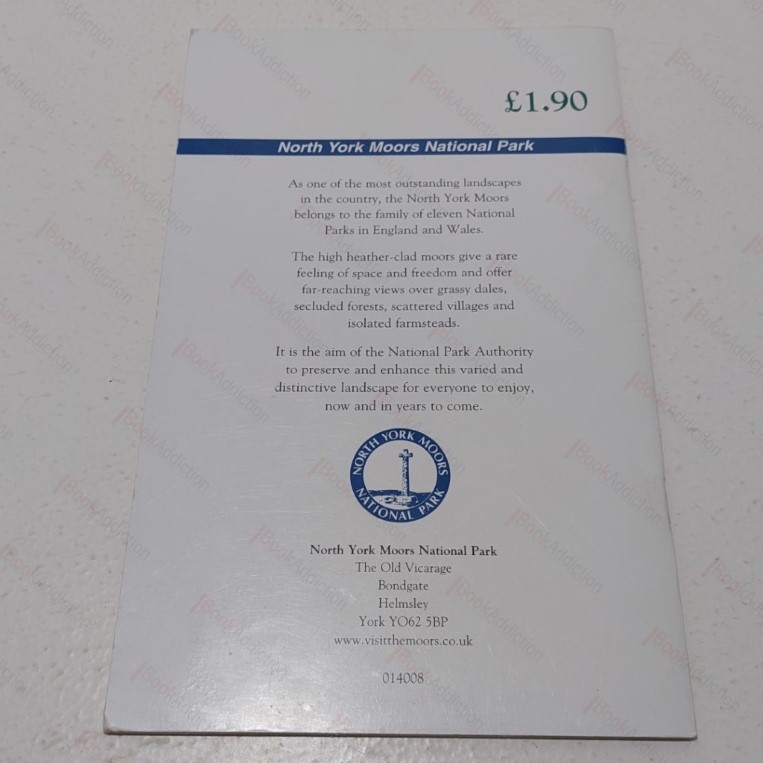 £1.90
North York Moors National Park
As one of the most outstanding landscapes
in the country, the North York Moors
belongs to the family of eleven National
Parks in England and Wales.
The high heather-clad moors give a rare
feeling of space and freedom and offer
far-reaching views over grassy dales,
secluded forests, scattered villages and
isolated farmsteads.
It is the aim of the National Park Authority
to preserve and enhance this varied and
distinctive landscape for everyone to enjoy,
now and in years to come.
NORTH YORK MOORS
NATIONAL PARK
North York Moors National Park
The Old Vicarage
Bondgate
Helmsley
York YO62 5BP
www.visitthemoors.co.uk
014008
iBookAddiction